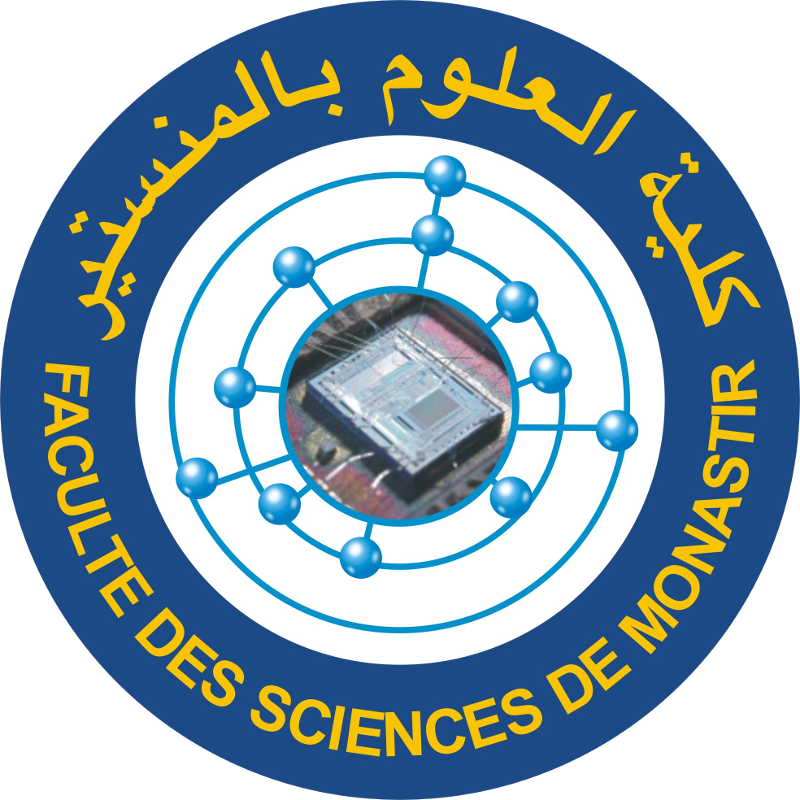 كلية العلوم بالمنستير
FACULTE DES SCIENCES DE MONASTIR